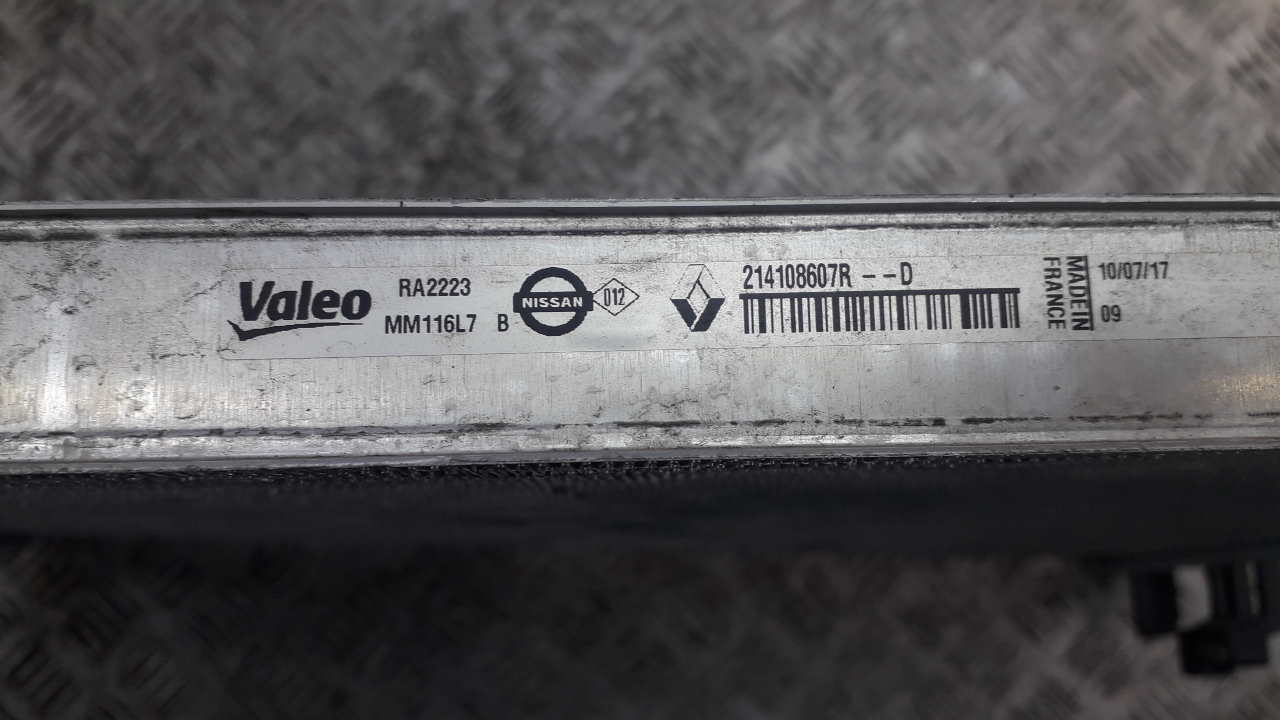 Valeo
RA2223
MM116L7 B
NISSAN
012
214108607R --D
MADE IN
FRANCE
10/07/17
09